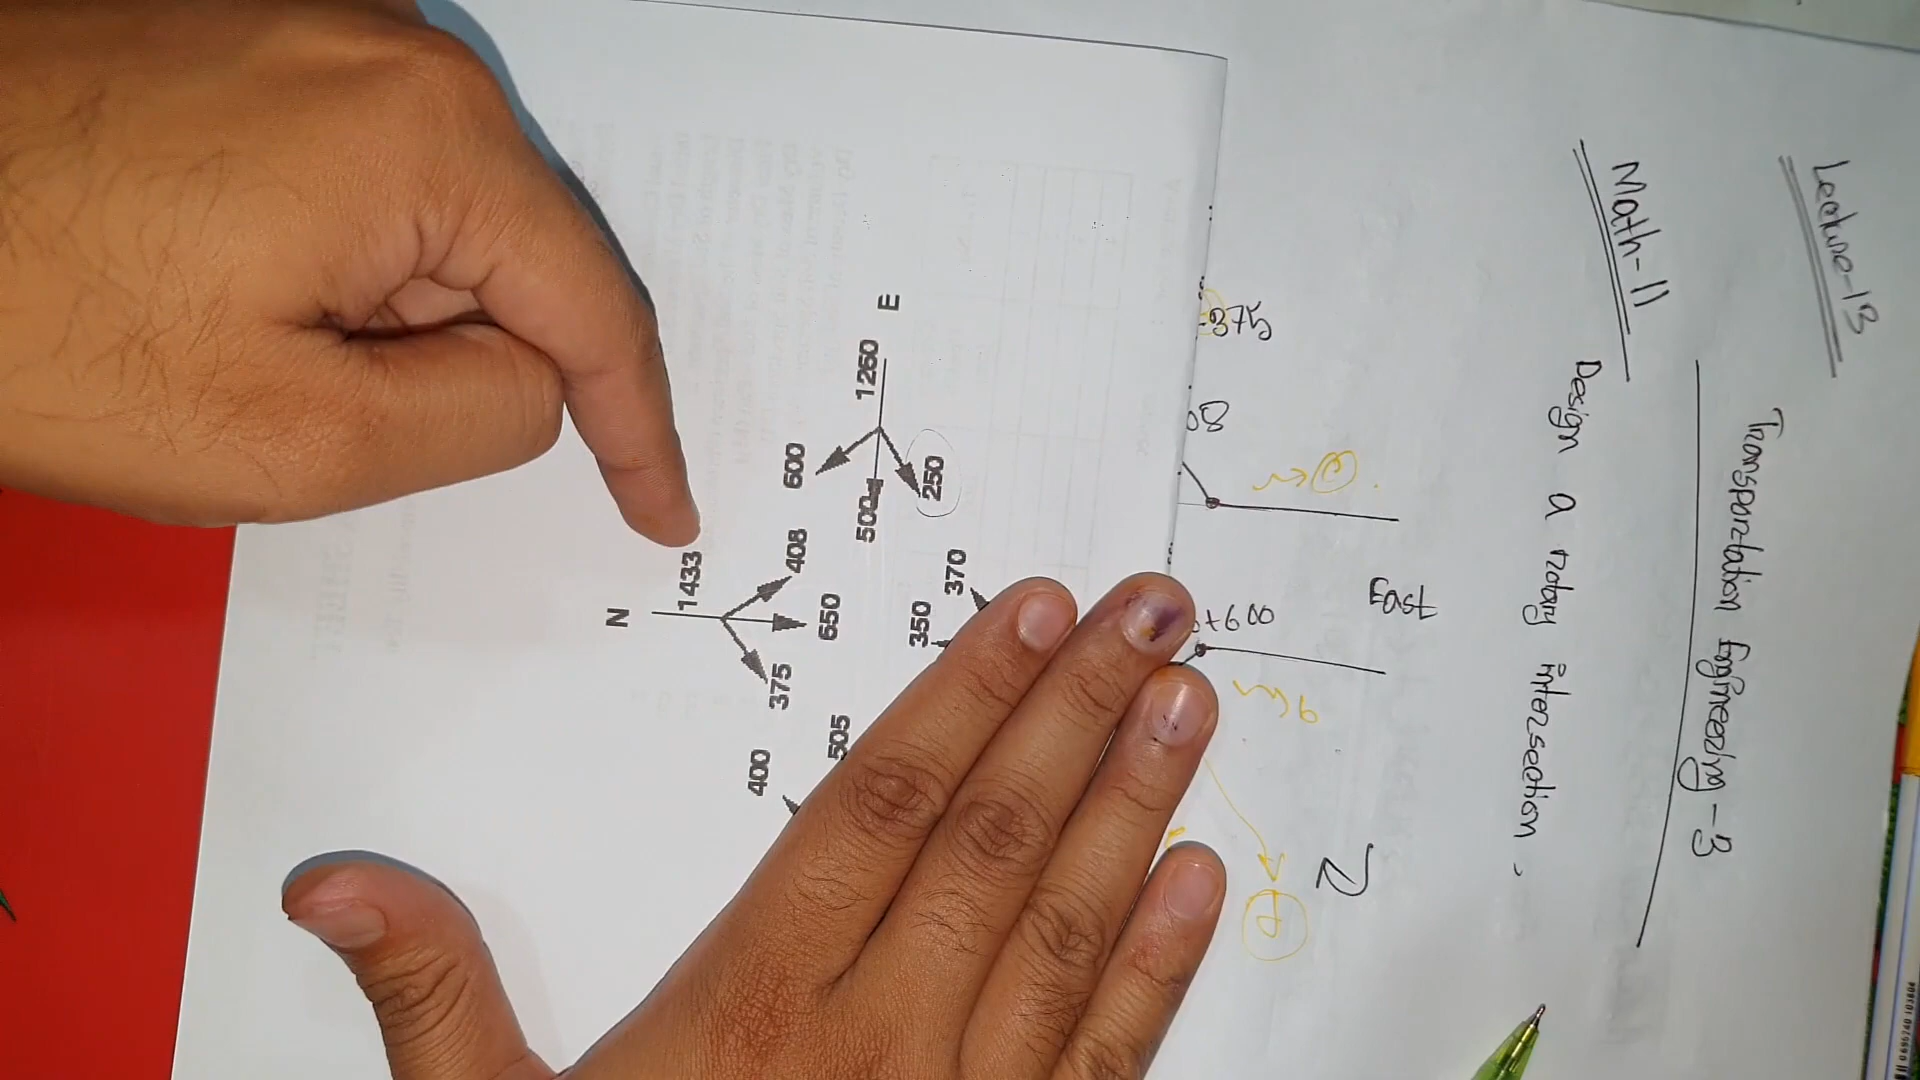 Lecture-13
Transportation Engineering-3
Math-11
Design a rotary intersection.
N
1433
375
650
408
E
1260
600
500
250
400
505
350
370
375
08
+600
East
2